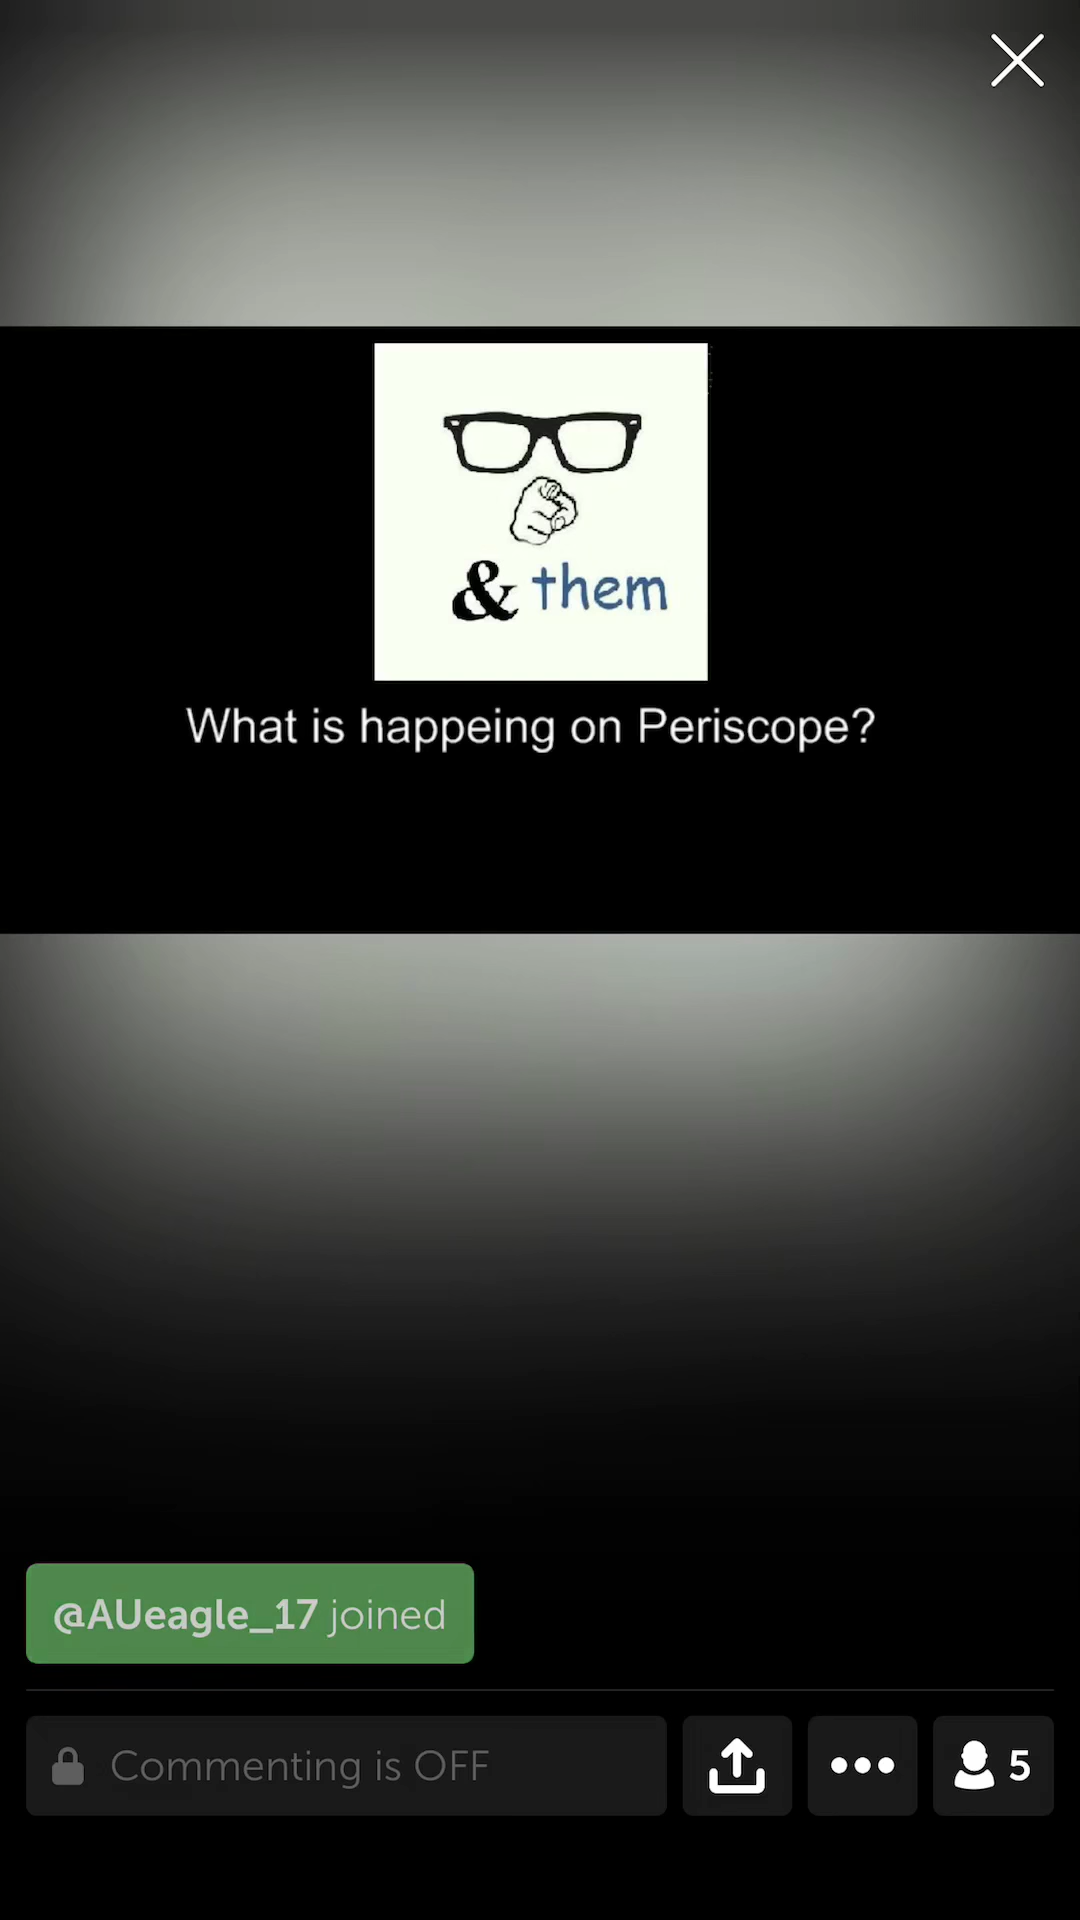 & them
What is happeing on Periscope?
@AUeagle_17 joined
Commenting is OFF
5